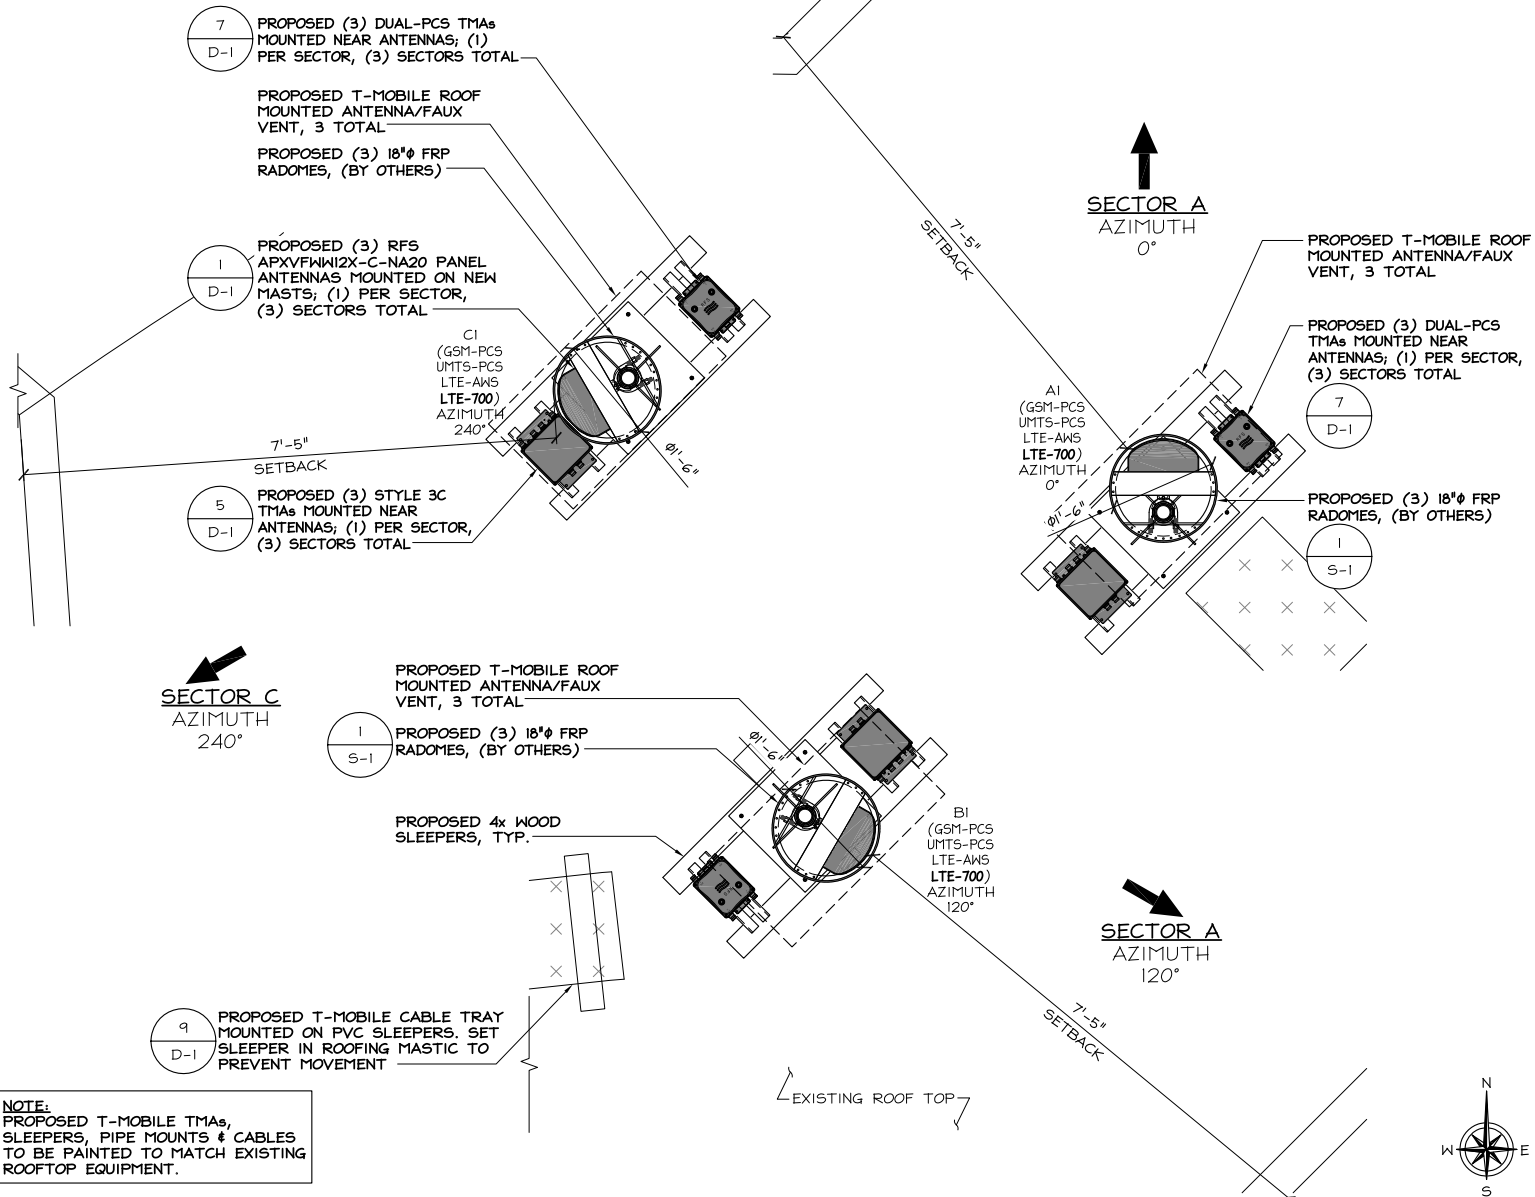 7
D-1
PROPOSED (3) DUAL-PCS TMAs
MOUNTED NEAR ANTENNAS; (1)
PER SECTOR, (3) SECTORS TOTAL
PROPOSED T-MOBILE ROOF
MOUNTED ANTENNA/FAUX
VENT, 3 TOTAL
PROPOSED (3) 18"ø FRP
RADOMES, (BY OTHERS)
1
D-1
PROPOSED (3) RFS
APXVFWW12X-C-NA20 PANEL
ANTENNAS MOUNTED ON NEW
MASTS; (1) PER SECTOR,
(3) SECTORS TOTAL
C1
(GSM-PCS
UMTS-PCS
LTE-AWS
LTE-700)
AZIMUTH
240°
7'-5"
SETBACK
ø1'-6"
RFS
5
D-1
PROPOSED (3) STYLE 3C
TMAs MOUNTED NEAR
ANTENNAS; (1) PER SECTOR,
(3) SECTORS TOTAL
SECTOR C
AZIMUTH
240°
7'-5"
SETBACK
SECTOR A
AZIMUTH
0°
PROPOSED T-MOBILE ROOF
MOUNTED ANTENNA/FAUX
VENT, 3 TOTAL
PROPOSED (3) DUAL-PCS
TMAs MOUNTED NEAR
ANTENNAS; (1) PER SECTOR,
(3) SECTORS TOTAL
7
D-1
A1
(GSM-PCS
UMTS-PCS
LTE-AWS
LTE-700)
AZIMUTH
0°
ø1'-6"
RFS
PROPOSED (3) 18"ø FRP
RADOMES, (BY OTHERS)
1
S-1
PROPOSED T-MOBILE ROOF
MOUNTED ANTENNA/FAUX
VENT, 3 TOTAL
1
S-1
PROPOSED (3) 18"ø FRP
RADOMES, (BY OTHERS)
ø1'-6"
PROPOSED 4x WOOD
SLEEPERS, TYP.
RFS
B1
(GSM-PCS
UMTS-PCS
LTE-AWS
LTE-700)
AZIMUTH
120°
SECTOR A
AZIMUTH
120°
7'-5"
SETBACK
9
D-1
PROPOSED T-MOBILE CABLE TRAY
MOUNTED ON PVC SLEEPERS. SET
SLEEPER IN ROOFING MASTIC TO
PREVENT MOVEMENT
EXISTING ROOF TOP
NOTE:
PROPOSED T-MOBILE TMAs,
SLEEPERS, PIPE MOUNTS & CABLES
TO BE PAINTED TO MATCH EXISTING
ROOFTOP EQUIPMENT.
N
W E
S